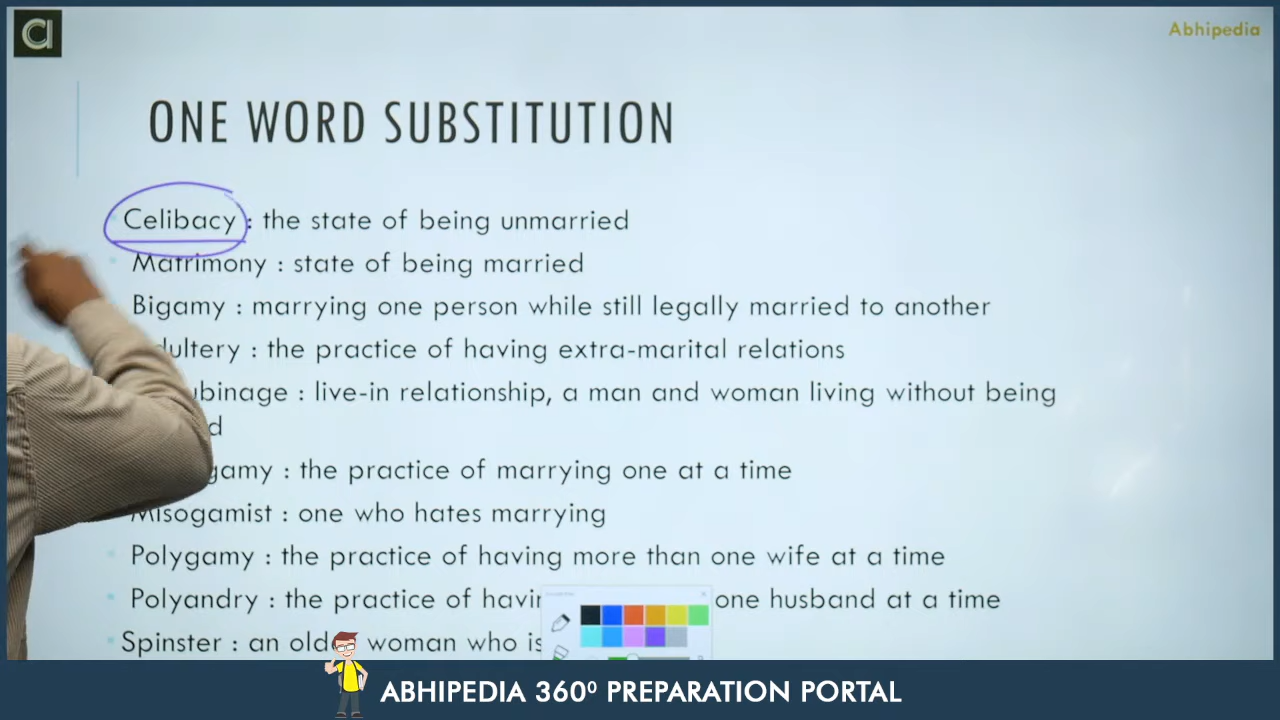 Abhipedia
ONE WORD SUBSTITUTION
Celibacy : the state of being unmarried
Matrimony : state of being married
Bigamy : marrying one person while still legally married to another
dultery : the practice of having extra-marital relations
ubinage : live-in relationship, a man and woman living without being
d
gamy : the practice of marrying one at a time
Misogamist : one who hates marrying
Polygamy : the practice of having more than one wife at a time
Polyandry : the practice of havin one husband at a time
Spinster : an older woman who is
ABHIPEDIA 360⁰ PREPARATION PORTAL